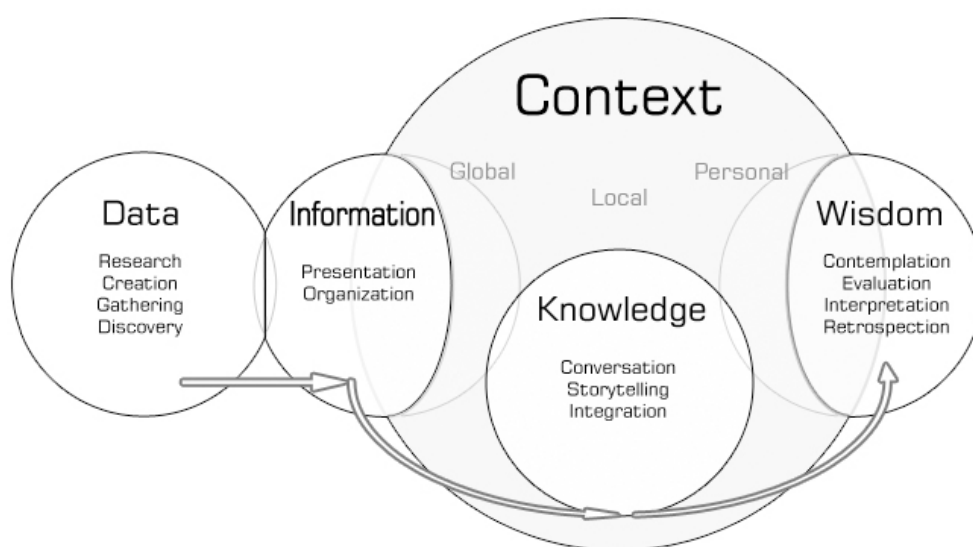 Context
Global
Local
Personal
Data
Research
Creation
Gathering
Discovery
Information
Presentation
Organization
Knowledge
Conversation
Storytelling
Integration
Wisdom
Contemplation
Evaluation
Interpretation
Retrospection